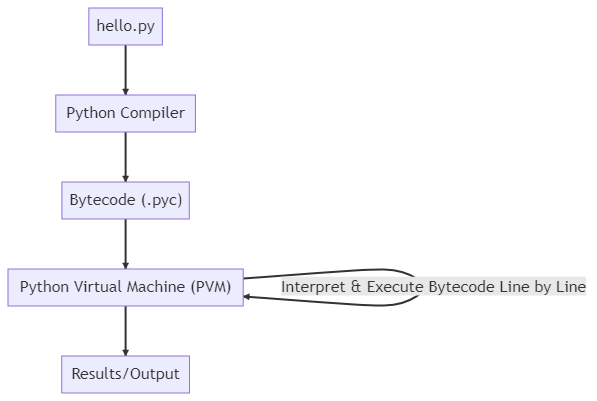 hello.py
Python Compiler
Bytecode (.pyc)
Python Virtual Machine (PVM)
Interpret & Execute Bytecode Line by Line
Results/Output